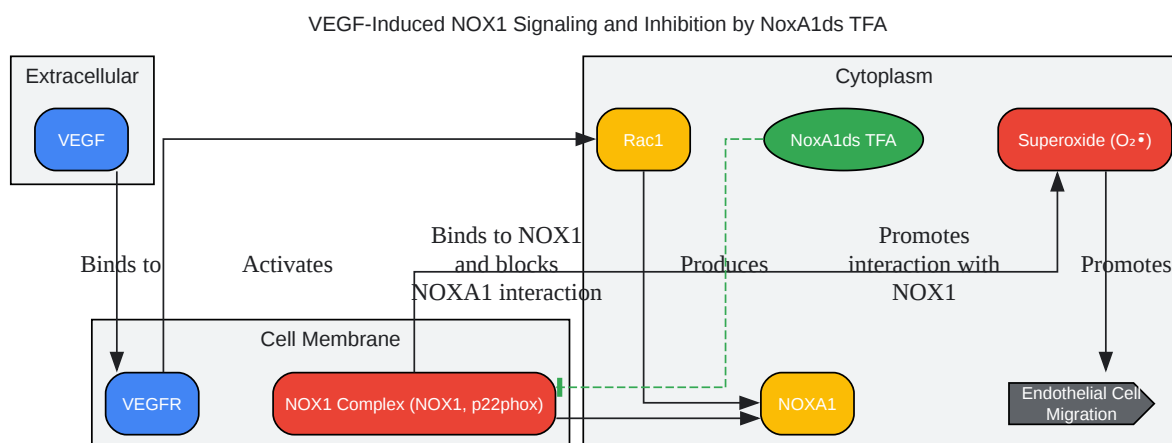 VEGF-Induced NOX1 Signaling and Inhibition by NoxA1ds TFA
Extracellular
Cytoplasm
VEGF
Rac1
NoxA1ds TFA
Superoxide (O₂•̄)
Binds to
Activates
Binds to NOX1
and blocks
NOXA1 interaction
Produces
Promotes
interaction with
NOX1
Promotes
Cell Membrane
VEGFR
NOX1 Complex (NOX1, p22phox)
NOXA1
Endothelial Cell
Migration